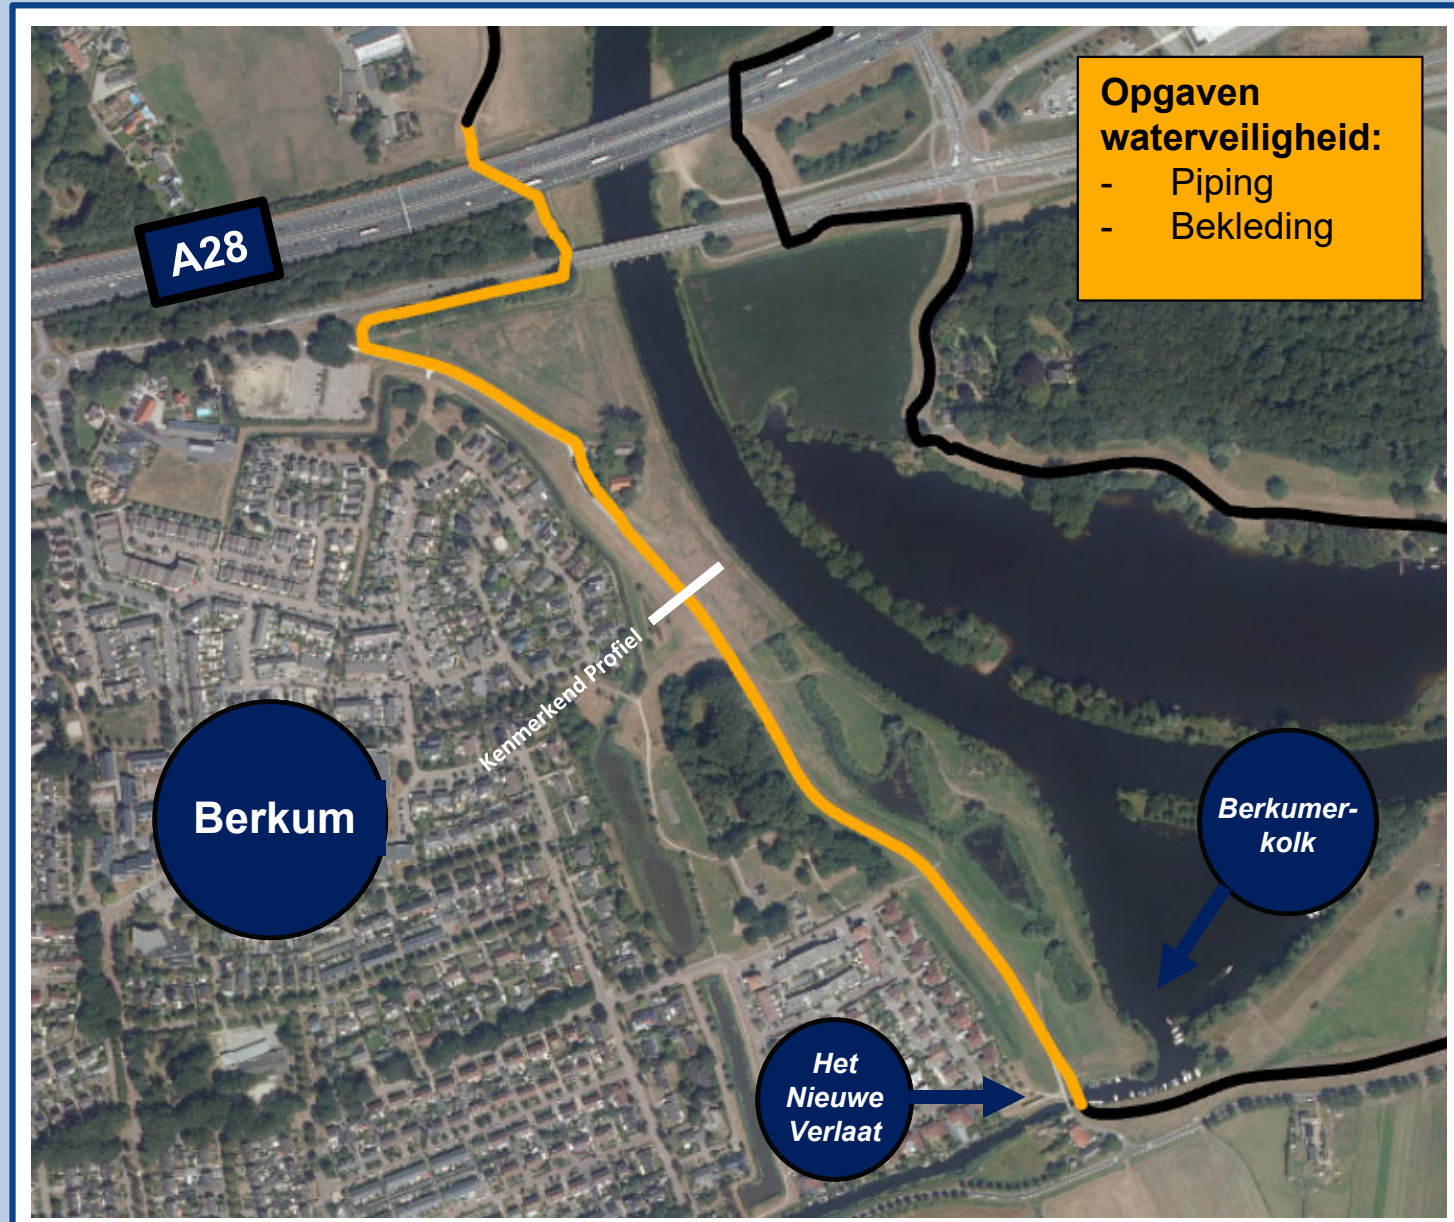 Opgaven
waterveiligheid:
- Piping
- Bekleding
A28
Kenmerkend Profiel
Berkum
Berkumer-
kolk
Het
Nieuwe
Verlaat